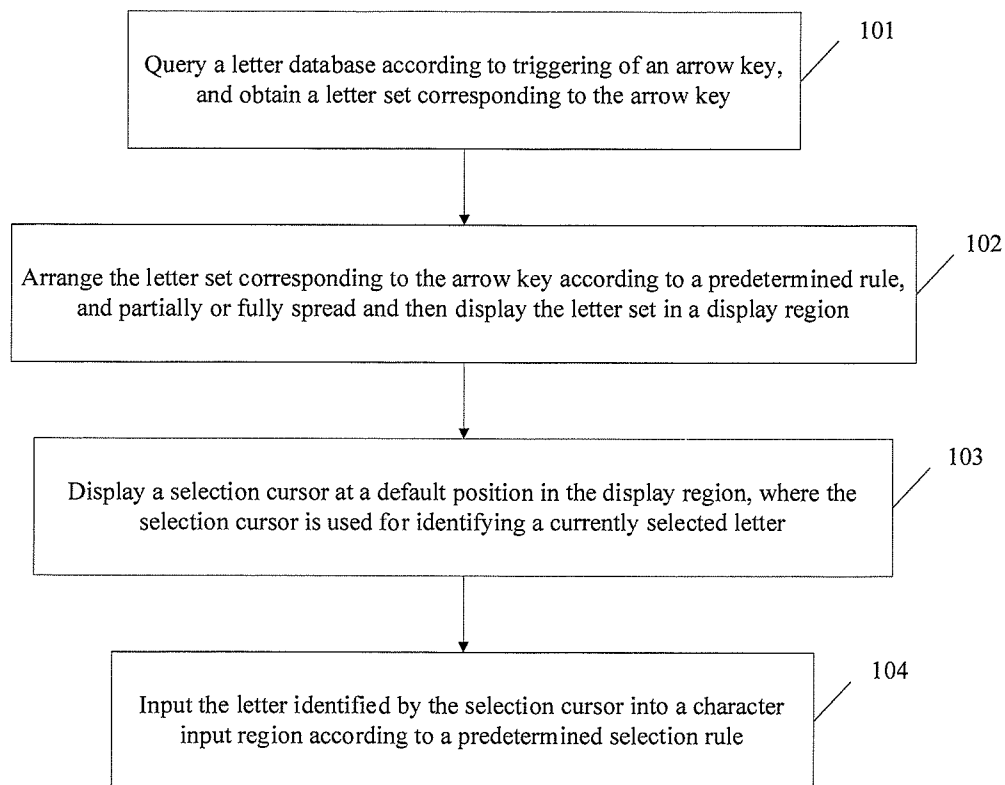 101
Query a letter database according to triggering of an arrow key,
and obtain a letter set corresponding to the arrow key
102
Arrange the letter set corresponding to the arrow key according to a predetermined rule,
and partially or fully spread and then display the letter set in a display region
103
Display a selection cursor at a default position in the display region, where the
selection cursor is used for identifying a currently selected letter
104
Input the letter identified by the selection cursor into a character
input region according to a predetermined selection rule